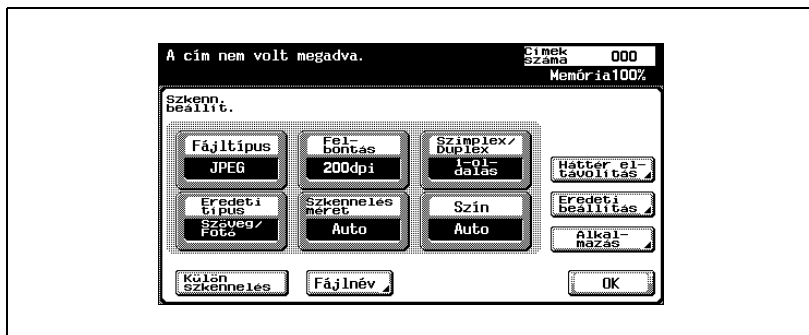 A cím nem volt megadva.
Címek
száma
000
Memória100%
Szkenn.
beállít.
Fájltípus
JPEG
Fel-
bontás
200dpi
Szimplex/
Duplex
1-ol-
dalas
Háttér el-
távolítás
Eredeti
típus
Szöveg/
Fotó
Szkennelés
méret
Auto
Szín
Auto
Eredeti
beállítás
Alkal-
mazás
Külön
szkennelés
Fájlnév
OK